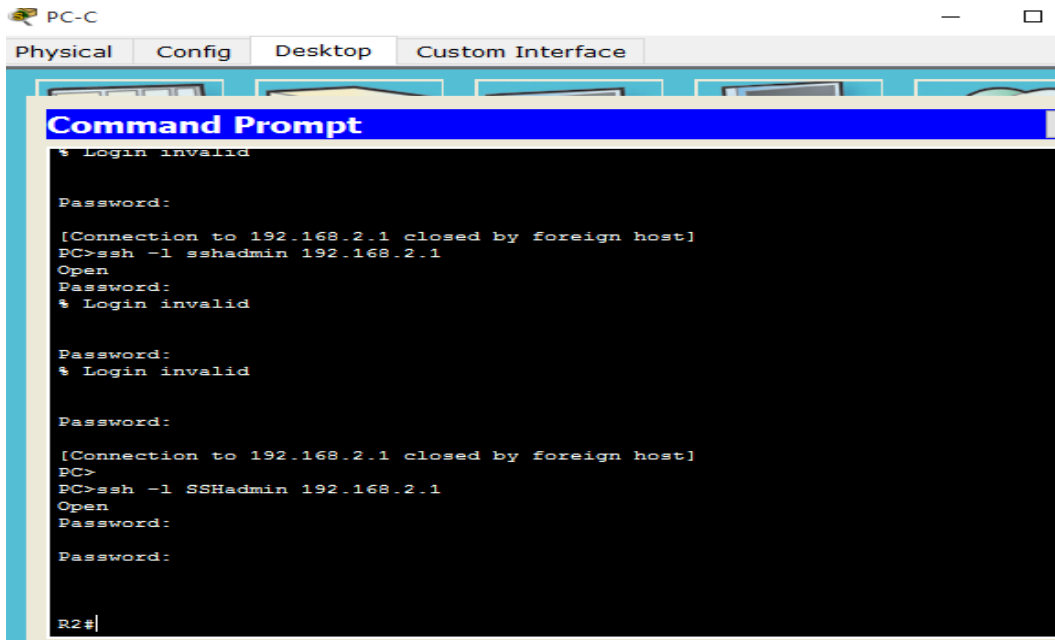 PC-C
Physical Config Desktop Custom Interface
Command Prompt
% Login invalid
Password:
[Connection to 192.168.2.1 closed by foreign host]
PC>ssh -l sshadmin 192.168.2.1
Open
Password:
% Login invalid
Password:
% Login invalid
Password:
[Connection to 192.168.2.1 closed by foreign host]
PC>
PC>ssh -l SSHadmin 192.168.2.1
Open
Password:
Password:
R2#